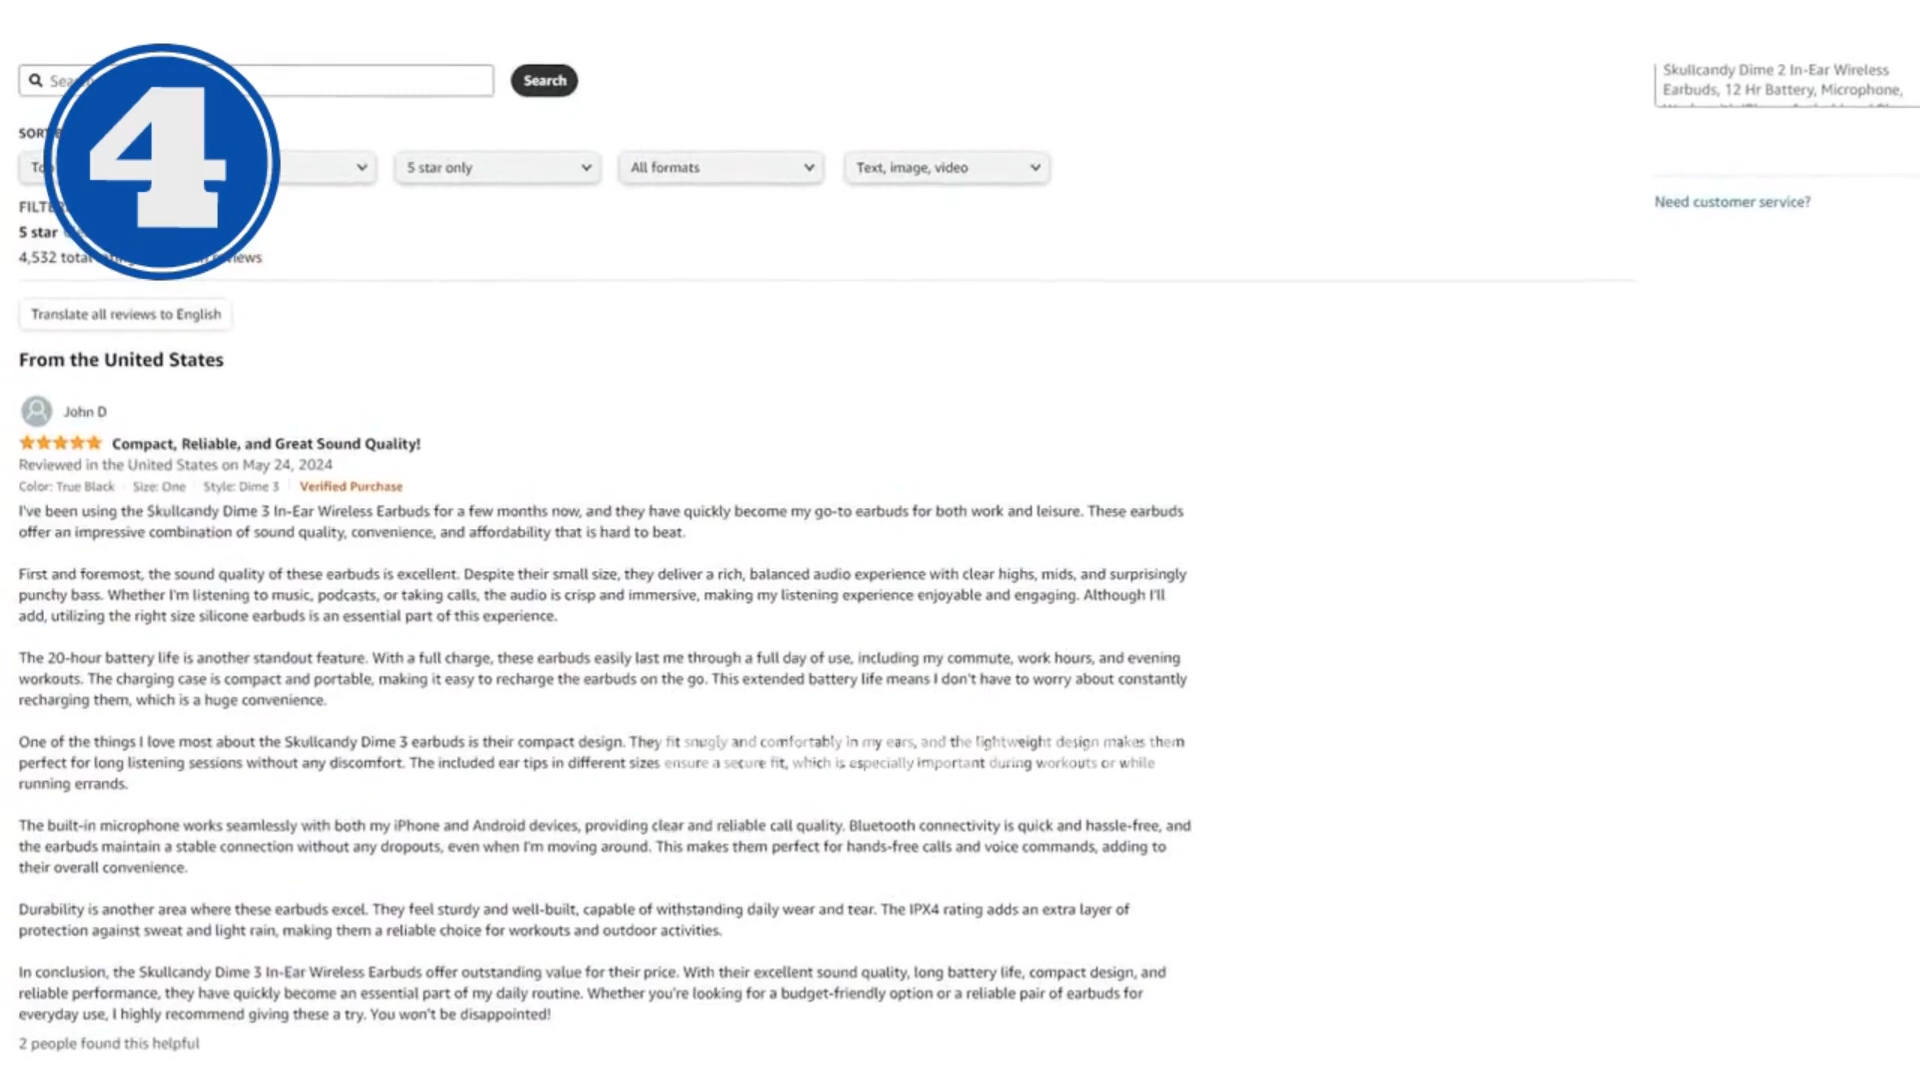 4
Sea
Search
SORT B
To
5 star only
All formats
Text, image, video
FILTER
5 star
4,532 total
iews
Translate all reviews to English
From the United States
John D
Compact, Reliable, and Great Sound Quality!
Reviewed in the United States on May 24, 2024
Color: True Black Size: One Style: Dime 3 Verified Purchase
I've been using the Skullcandy Dime 3 In-Ear Wireless Earbuds for a few months now, and they have quickly become my go-to earbuds for both work and leisure. These earbuds
offer an impressive combination of sound quality, convenience, and affordability that is hard to beat.
First and foremost, the sound quality of these earbuds is excellent. Despite their small size, they deliver a rich, balanced audio experience with clear highs, mids, and surprisingly
punchy bass. Whether I'm listening to music, podcasts, or taking calls, the audio is crisp and immersive, making my listening experience enjoyable and engaging. Although I'll
add, utilizing the right size silicone earbuds is an essential part of this experience.
The 20-hour battery life is another standout feature. With a full charge, these earbuds easily last me through a full day of use, including my commute, work hours, and evening
workouts. The charging case is compact and portable, making it easy to recharge the earbuds on the go. This extended battery life means I don't have to worry about constantly
recharging them, which is a huge convenience.
One of the things I love most about the Skullcandy Dime 3 earbuds is their compact design. They fit snugly and comfortably in my ears, and the lightweight design makes them
perfect for long listening sessions without any discomfort. The included ear tips in different sizes ensure a secure fit, which is especially important during workouts or while
running errands.
The built-in microphone works seamlessly with both my iPhone and Android devices, providing clear and reliable call quality. Bluetooth connectivity is quick and hassle-free, and
the earbuds maintain a stable connection without any dropouts, even when I'm moving around. This makes them perfect for hands-free calls and voice commands, adding to
their overall convenience.
Durability is another area where these earbuds excel. They feel sturdy and well-built, capable of withstanding daily wear and tear. The IPX4 rating adds an extra layer of
protection against sweat and light rain, making them a reliable choice for workouts and outdoor activities.
In conclusion, the Skullcandy Dime 3 In-Ear Wireless Earbuds offer outstanding value for their price. With their excellent sound quality, long battery life, compact design, and
reliable performance, they have quickly become an essential part of my daily routine. Whether you're looking for a budget-friendly option or a reliable pair of earbuds for
everyday use, I highly recommend giving these a try. You won't be disappointed!
2 people found this helpful
Skullcandy Dime 2 In-Ear Wireless
Earbuds, 12 Hr Battery, Microphone,
Need customer service?